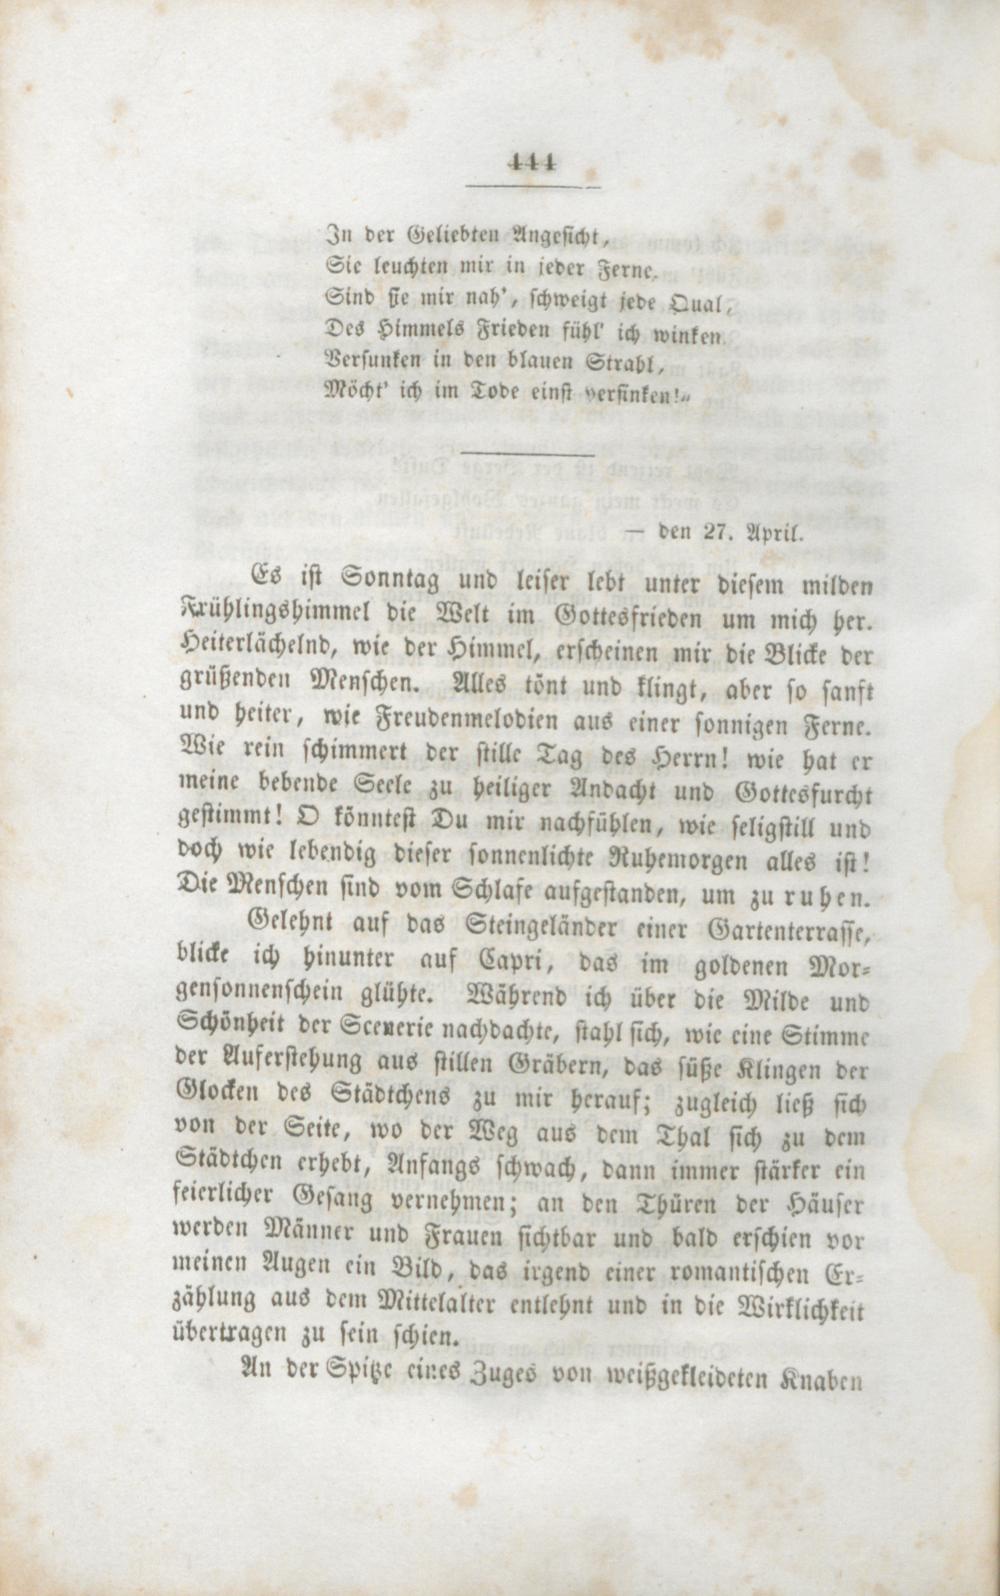 444
In der Geliebten Angesicht,
Sie leuchten mir in jeder Ferne.
Sind sie mir nah', schweigt jede Qual,
Des Himmels Frieden fühl' ich winken.
Versunken in den blauen Strahl,
Möcht' ich im Tode einst versinken!„
— den 27. April.
Es ist Sonntag und leiser lebt unter diesem milden
Frühlingshimmel die Welt im Gottesfrieden um mich her.
Heiterlächelnd, wie der Himmel, erscheinen mir die Blicke der
grüßenden Menschen. Alles tönt und klingt, aber so sanft
und heiter, wie Freudenmelodien aus einer sonnigen Ferne.
Wie rein schimmert der stille Tag des Herrn! wie hat er
meine bebende Seele zu heiliger Andacht und Gottesfurcht
gestimmt! O könntest Du mir nachfühlen, wie seligstill und
doch wie lebendig dieser sonnenlichte Ruhemorgen alles ist!
Die Menschen sind vom Schlafe aufgestanden, um zu ruhen.
Gelehnt auf das Steingeländer einer Gartenterrasse,
blicke ich hinunter auf Capri, das im goldenen Mor-
gensonnenschein glühte. Während ich über die Milde und
Schönheit der Scenerie nachdachte, stahl sich, wie eine Stimme
der Auferstehung aus stillen Gräbern, das süße Klingen der
Glocken des Städtchens zu mir herauf; zugleich ließ sich
von der Seite, wo der Weg aus dem Thal sich zu dem
Städtchen erhebt, Anfangs schwach, dann immer stärker ein
feierlicher Gesang vernehmen; an den Thüren der Häuser
werden Männer und Frauen sichtbar und bald erschien vor
meinen Augen ein Bild, das irgend einer romantischen Er-
zählung aus dem Mittelalter entlehnt und in die Wirklichkeit
übertragen zu sein schien.
An der Spitze eines Zuges von weißgekleideten Knaben